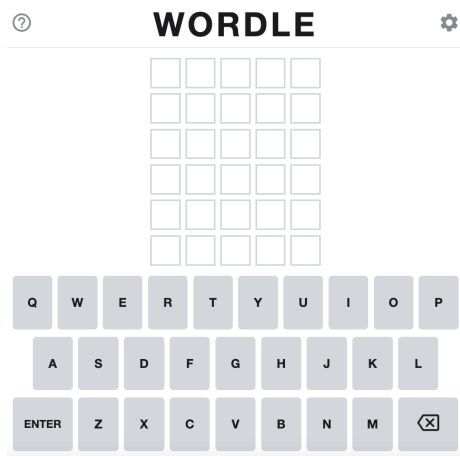 WORDLE
Q W E R T Y U I O P
A S D F G H J K L
ENTER Z X C V B N M